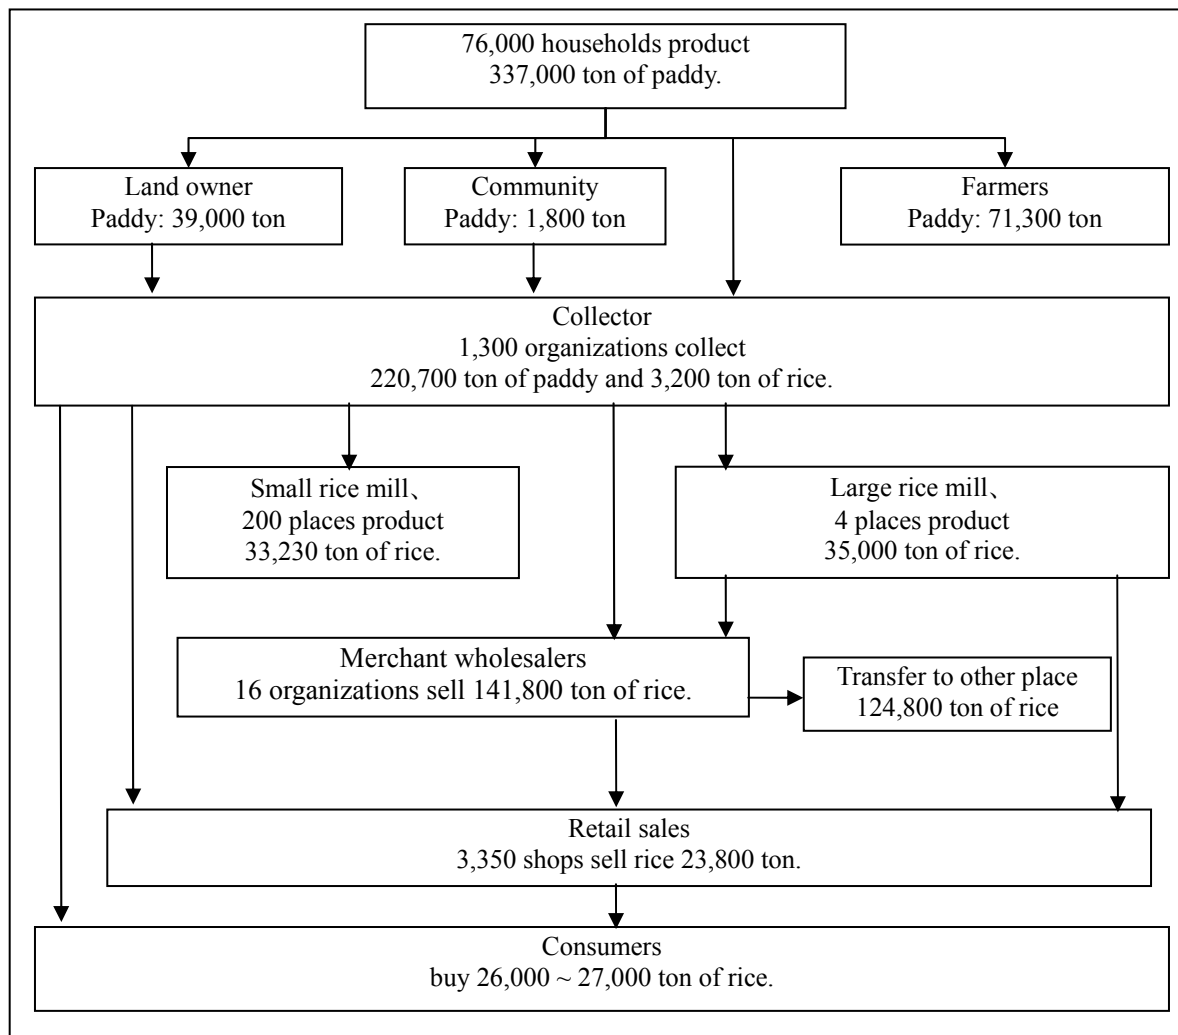 76,000 households product
337,000 ton of paddy.
Land owner
Paddy: 39,000 ton
Community
Paddy: 1,800 ton
Farmers
Paddy: 71,300 ton
Collector
1,300 organizations collect
220,700 ton of paddy and 3,200 ton of rice.
Small rice mill、
200 places product
33,230 ton of rice.
Large rice mill、
4 places product
35,000 ton of rice.
Merchant wholesalers
16 organizations sell 141,800 ton of rice.
Transfer to other place
124,800 ton of rice
Retail sales
3,350 shops sell rice 23,800 ton.
Consumers
buy 26,000 ~ 27,000 ton of rice.